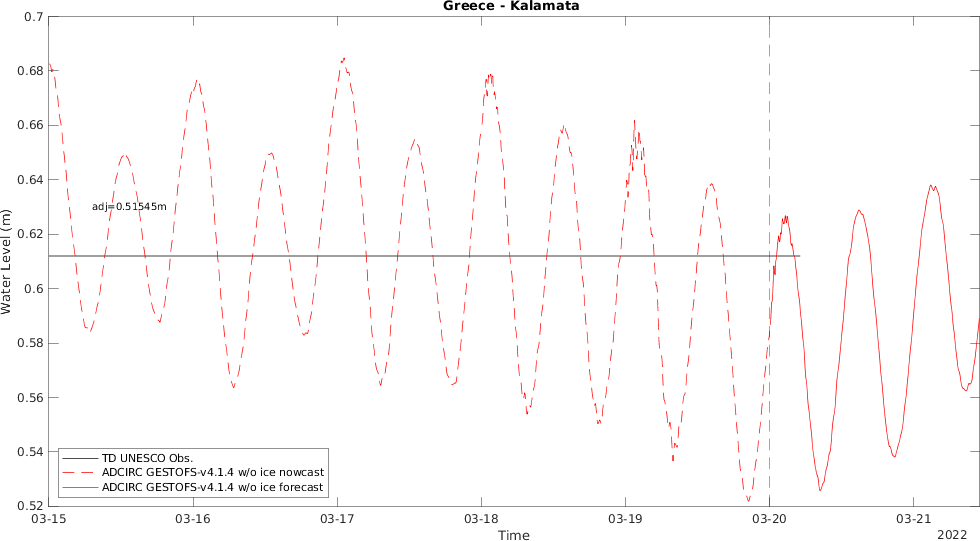 Greece - Kalamata
0.7
0.68
0.66
0.64
0.62
0.6
0.58
0.56
0.54
0.52
Water Level (m)
adj=0.51545m
TD UNESCO Obs.
ADCIRC GESTOFS-v4.1.4 w/o ice nowcast
ADCIRC GESTOFS-v4.1.4 w/o ice forecast
03-15 03-16 03-17 03-18 03-19 03-20 03-21
Time
2022